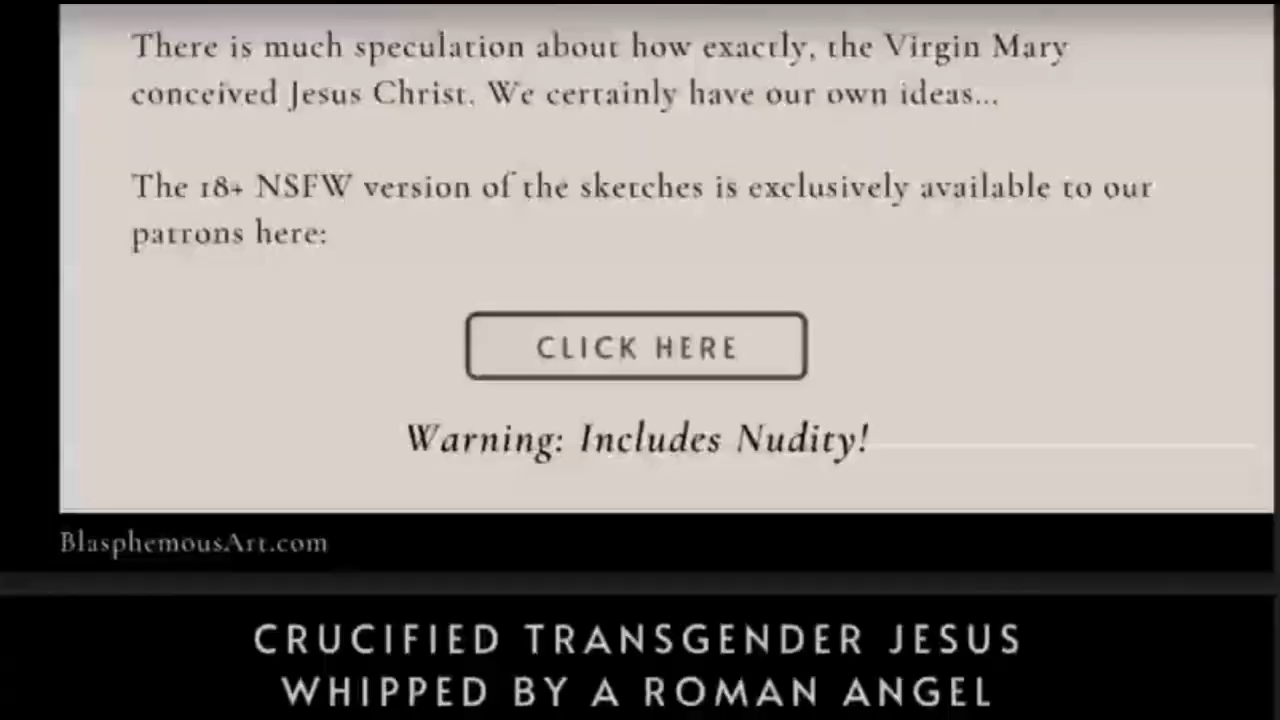 There is much speculation about how exactly, the Virgin Mary
conceived Jesus Christ. We certainly have our own ideas...
The 18+ NSFW version of the sketches is exclusively available to our
patrons here:
CLICK HERE
Warning: Includes Nudity!
BlasphemousArt.com
CRUCIFIED TRANSGENDER JESUS
WHIPPED BY A ROMAN ANGEL